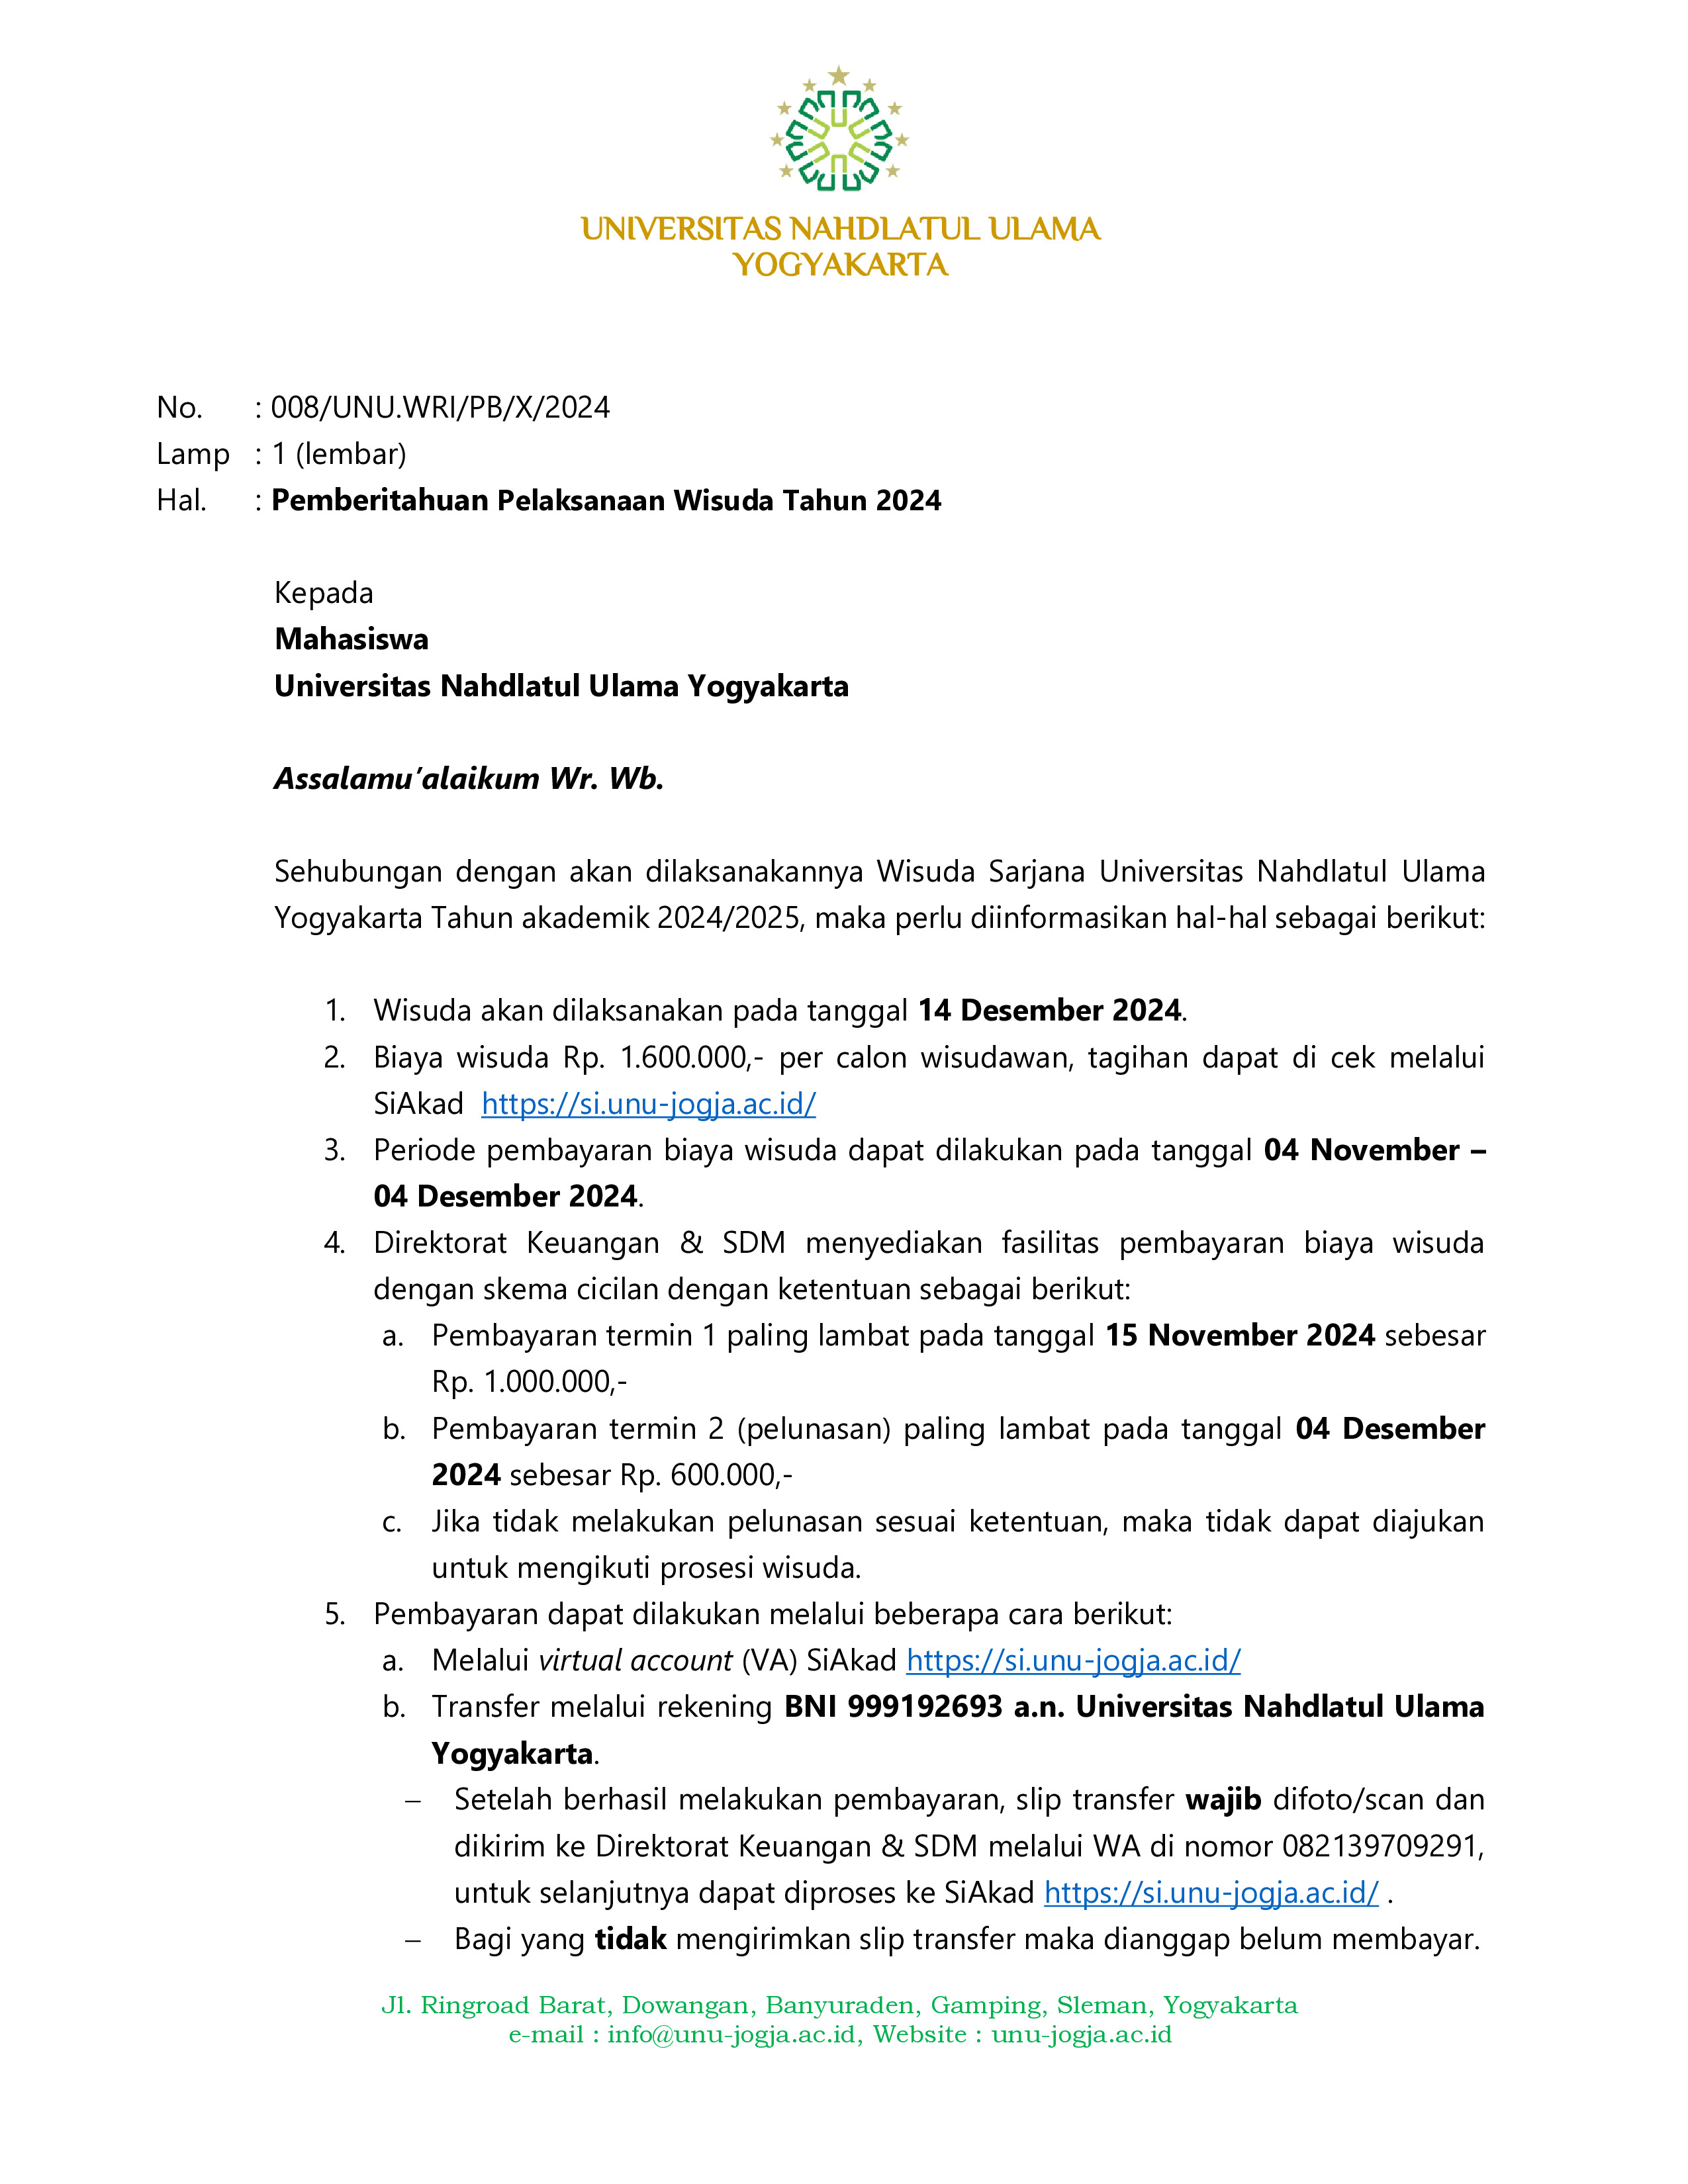 UNIVERSITAS NAHDLATUL ULAMA
YOGYAKARTA
No. : 008/UNU.WRI/PB/X/2024
Lamp : 1 (lembar)
Hal. : Pemberitahuan Pelaksanaan Wisuda Tahun 2024
Kepada
Mahasiswa
Universitas Nahdlatul Ulama Yogyakarta
Assalamu’alaikum Wr. Wb.
Sehubungan dengan akan dilaksanakannya Wisuda Sarjana Universitas Nahdlatul Ulama
Yogyakarta Tahun akademik 2024/2025, maka perlu diinformasikan hal-hal sebagai berikut:
1. Wisuda akan dilaksanakan pada tanggal 14 Desember 2024.
2. Biaya wisuda Rp. 1.600.000,- per calon wisudawan, tagihan dapat di cek melalui
SiAkad https://si.unu-jogja.ac.id/
3. Periode pembayaran biaya wisuda dapat dilakukan pada tanggal 04 November –
04 Desember 2024.
4. Direktorat Keuangan & SDM menyediakan fasilitas pembayaran biaya wisuda
dengan skema cicilan dengan ketentuan sebagai berikut:
a. Pembayaran termin 1 paling lambat pada tanggal 15 November 2024 sebesar
Rp. 1.000.000,-
b. Pembayaran termin 2 (pelunasan) paling lambat pada tanggal 04 Desember
2024 sebesar Rp. 600.000,-
c. Jika tidak melakukan pelunasan sesuai ketentuan, maka tidak dapat diajukan
untuk mengikuti prosesi wisuda.
5. Pembayaran dapat dilakukan melalui beberapa cara berikut:
a. Melalui virtual account (VA) SiAkad https://si.unu-jogja.ac.id/
b. Transfer melalui rekening BNI 999192693 a.n. Universitas Nahdlatul Ulama
Yogyakarta.
– Setelah berhasil melakukan pembayaran, slip transfer wajib difoto/scan dan
dikirim ke Direktorat Keuangan & SDM melalui WA di nomor 082139709291,
untuk selanjutnya dapat diproses ke SiAkad https://si.unu-jogja.ac.id/ .
– Bagi yang tidak mengirimkan slip transfer maka dianggap belum membayar.
Jl. Ringroad Barat, Dowangan, Banyuraden, Gamping, Sleman, Yogyakarta
e-mail : info@unu-jogja.ac.id, Website : unu-jogja.ac.id